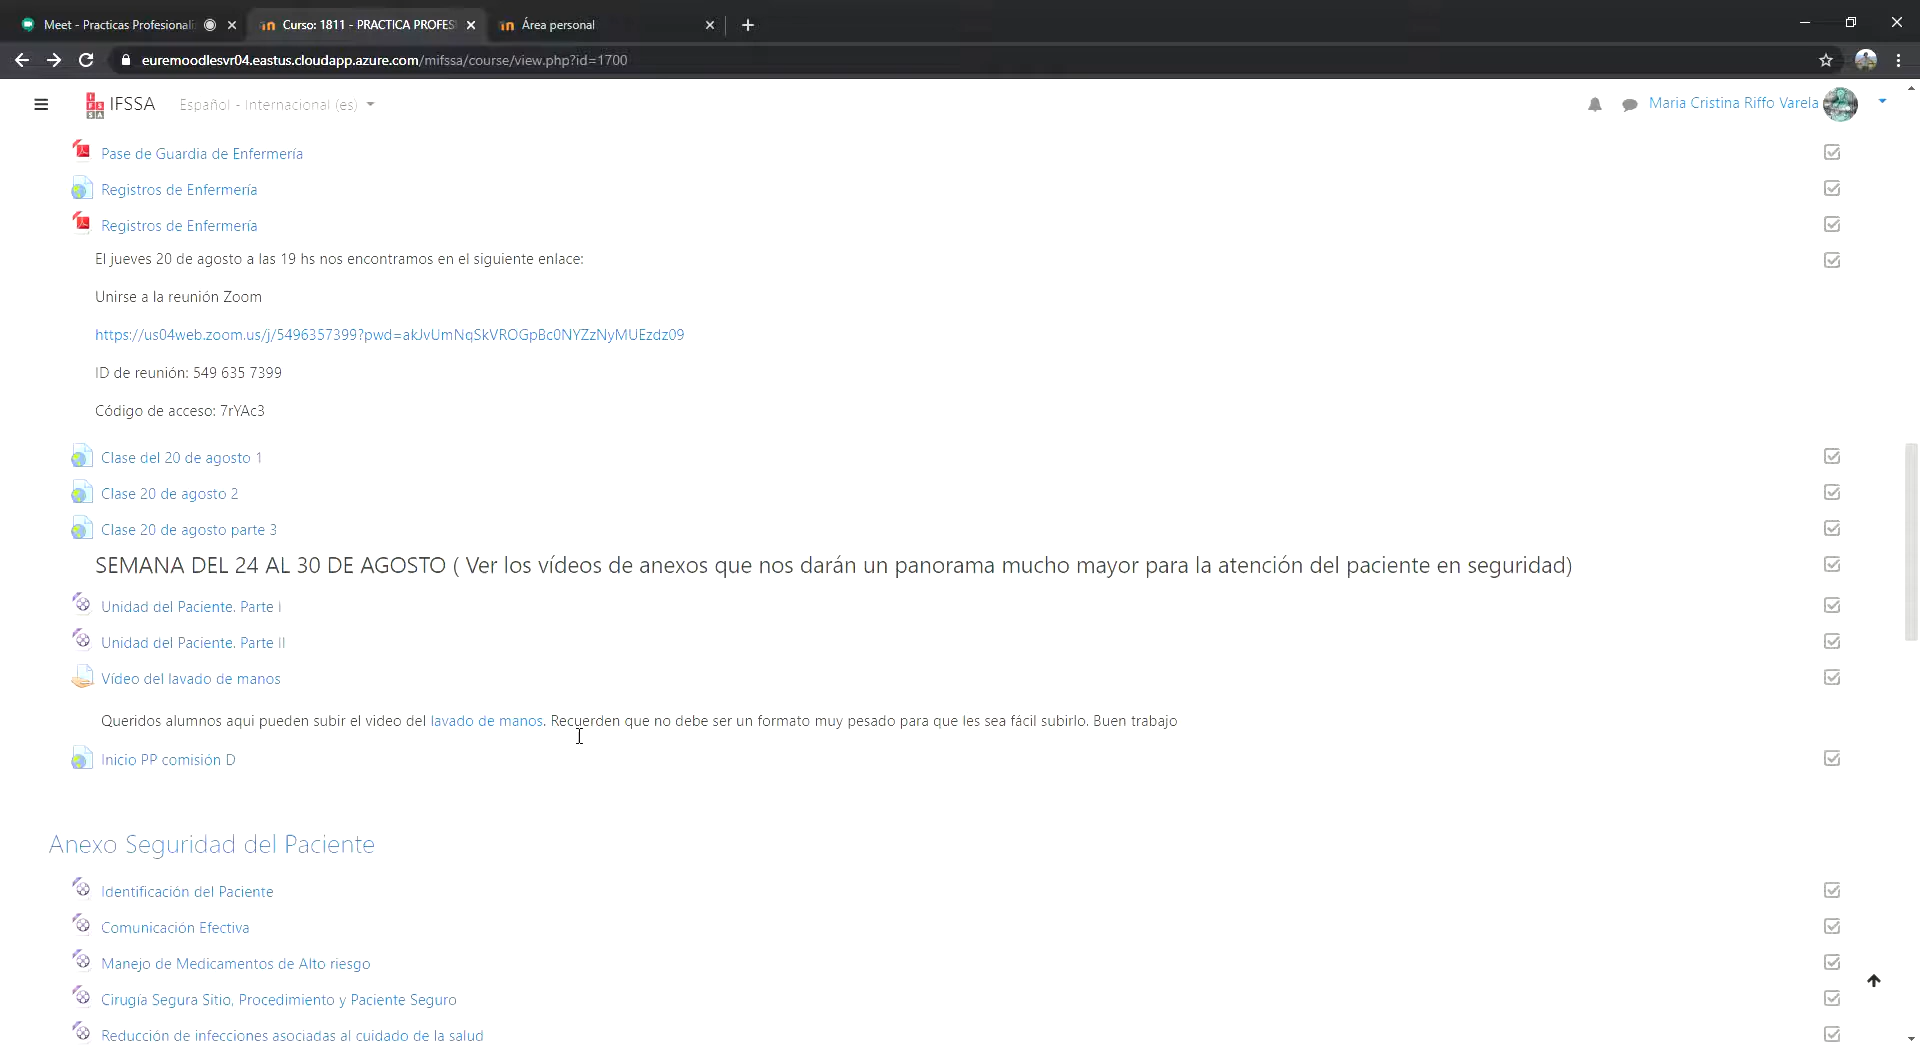 Meet - Practicas Profesionali
Curso: 1811 - PRACTICA PROFES
Área personal
euremoodlesvr04.eastus.cloudapp.azure.com/mifssa/course/view.php?id=1700
IFSSA
Español - Internacional (es)
Maria Cristina Riffo Varela
Pase de Guardia de Enfermería
Registros de Enfermería
Registros de Enfermería
El jueves 20 de agosto a las 19 hs nos encontramos en el siguiente enlace:
Unirse a la reunión Zoom
https://us04web.zoom.us/j/5496357399?pwd=akJvUmNqSkVROGpBc0NYZzNyMUEzdz09
ID de reunión: 549 635 7399
Código de acceso: 7rYAc3
Clase del 20 de agosto 1
Clase 20 de agosto 2
Clase 20 de agosto parte 3
SEMANA DEL 24 AL 30 DE AGOSTO ( Ver los vídeos de anexos que nos darán un panorama mucho mayor para la atención del paciente en seguridad)
Unidad del Paciente. Parte I
Unidad del Paciente. Parte II
Vídeo del lavado de manos
Queridos alumnos aqui pueden subir el video del lavado de manos. Recuerden que no debe ser un formato muy pesado para que les sea fácil subirlo. Buen trabajo
Inicio PP comisión D
Anexo Seguridad del Paciente
Identificación del Paciente
Comunicación Efectiva
Manejo de Medicamentos de Alto riesgo
Cirugía Segura Sitio, Procedimiento y Paciente Seguro
Reducción de infecciones asociadas al cuidado de la salud